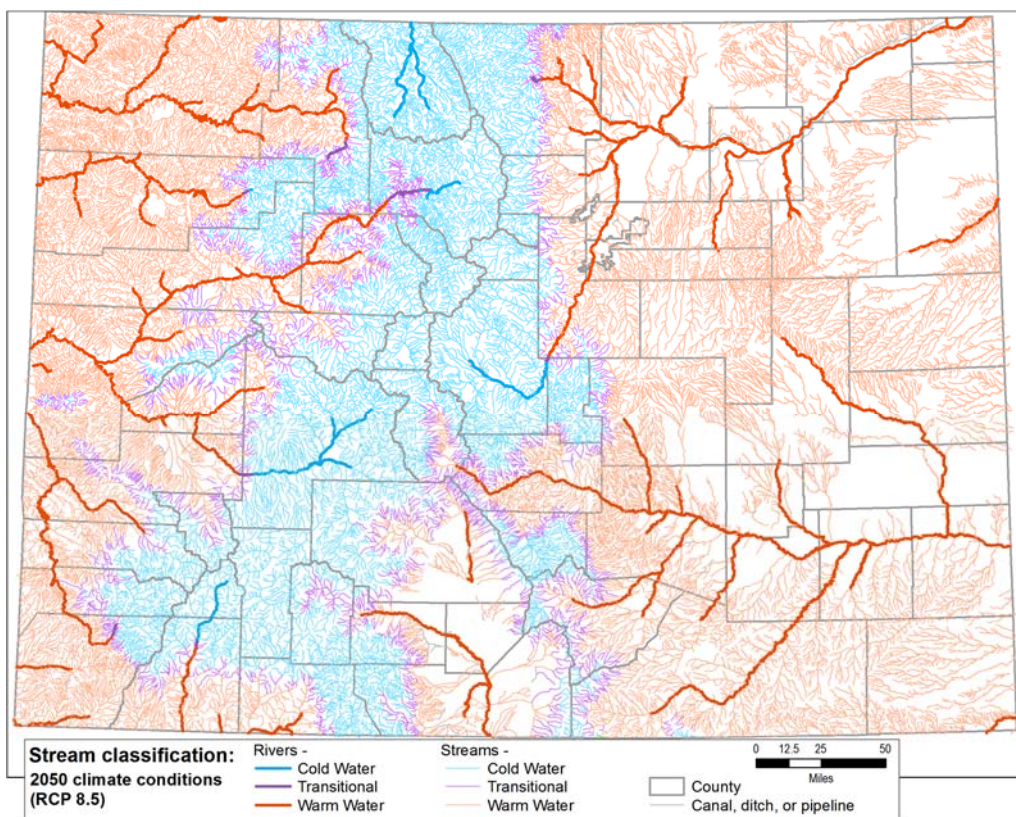 Stream classification:
2050 climate conditions
(RCP 8.5)
Rivers -
Cold Water
Transitional
Warm Water
Streams -
Cold Water
Transitional
Warm Water
County
Canal, ditch, or pipeline
0 12.5 25 50
Miles